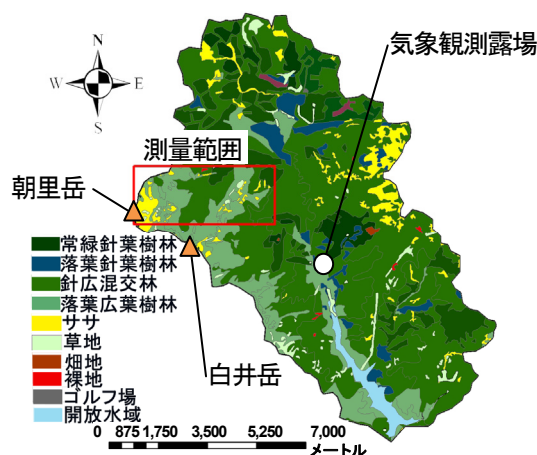 気象観測露場
N
W
E
S
測量範囲
朝里岳
常緑針葉樹林
落葉針葉樹林
針広混交林
落葉広葉樹林
ササ
草地
畑地
裸地
ゴルフ場
開放水域
白井岳
0 875 1,750 3,500 5,250 7,000
メートル